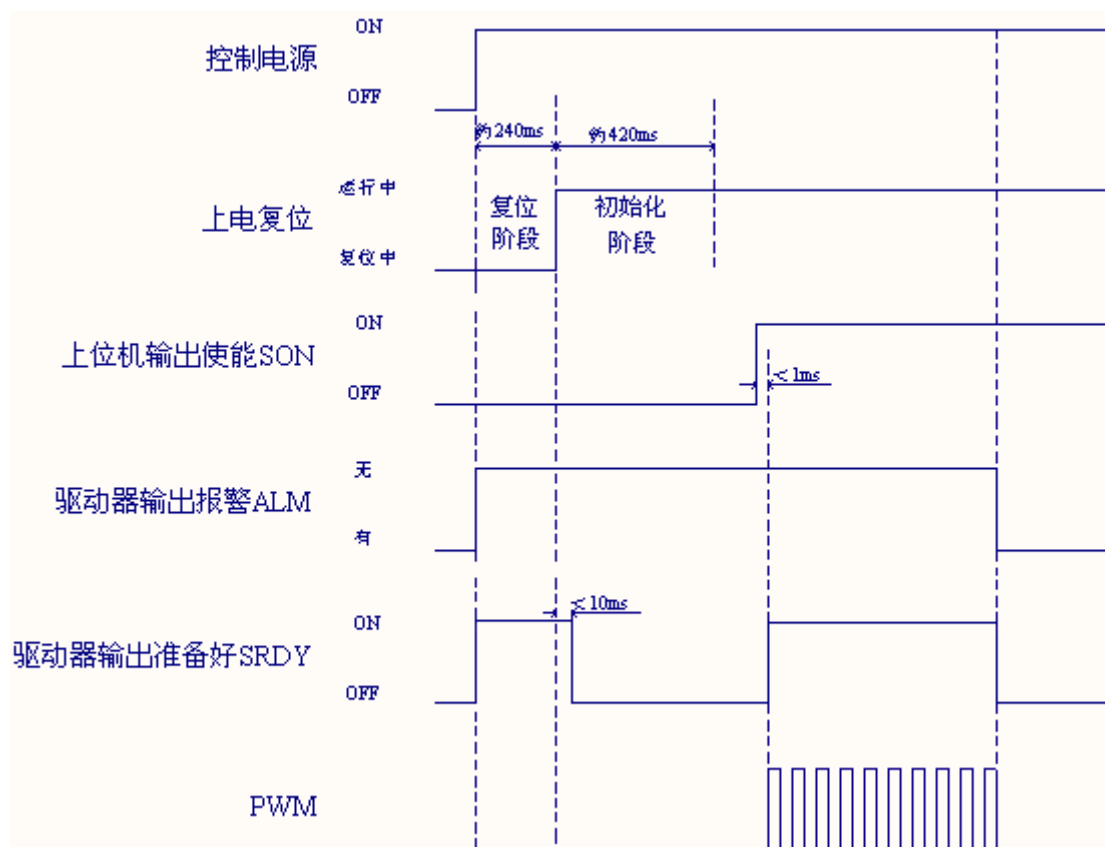 ON
控制电源
OFF
约240ms
约420ms
运行中
上电复位
复位
阶段
初始化
阶段
复位中
ON
上位机输出使能SON
<1ms
OFF
无
驱动器输出报警ALM
有
<10ms
ON
驱动器输出准备好SRDY
OFF
PWM